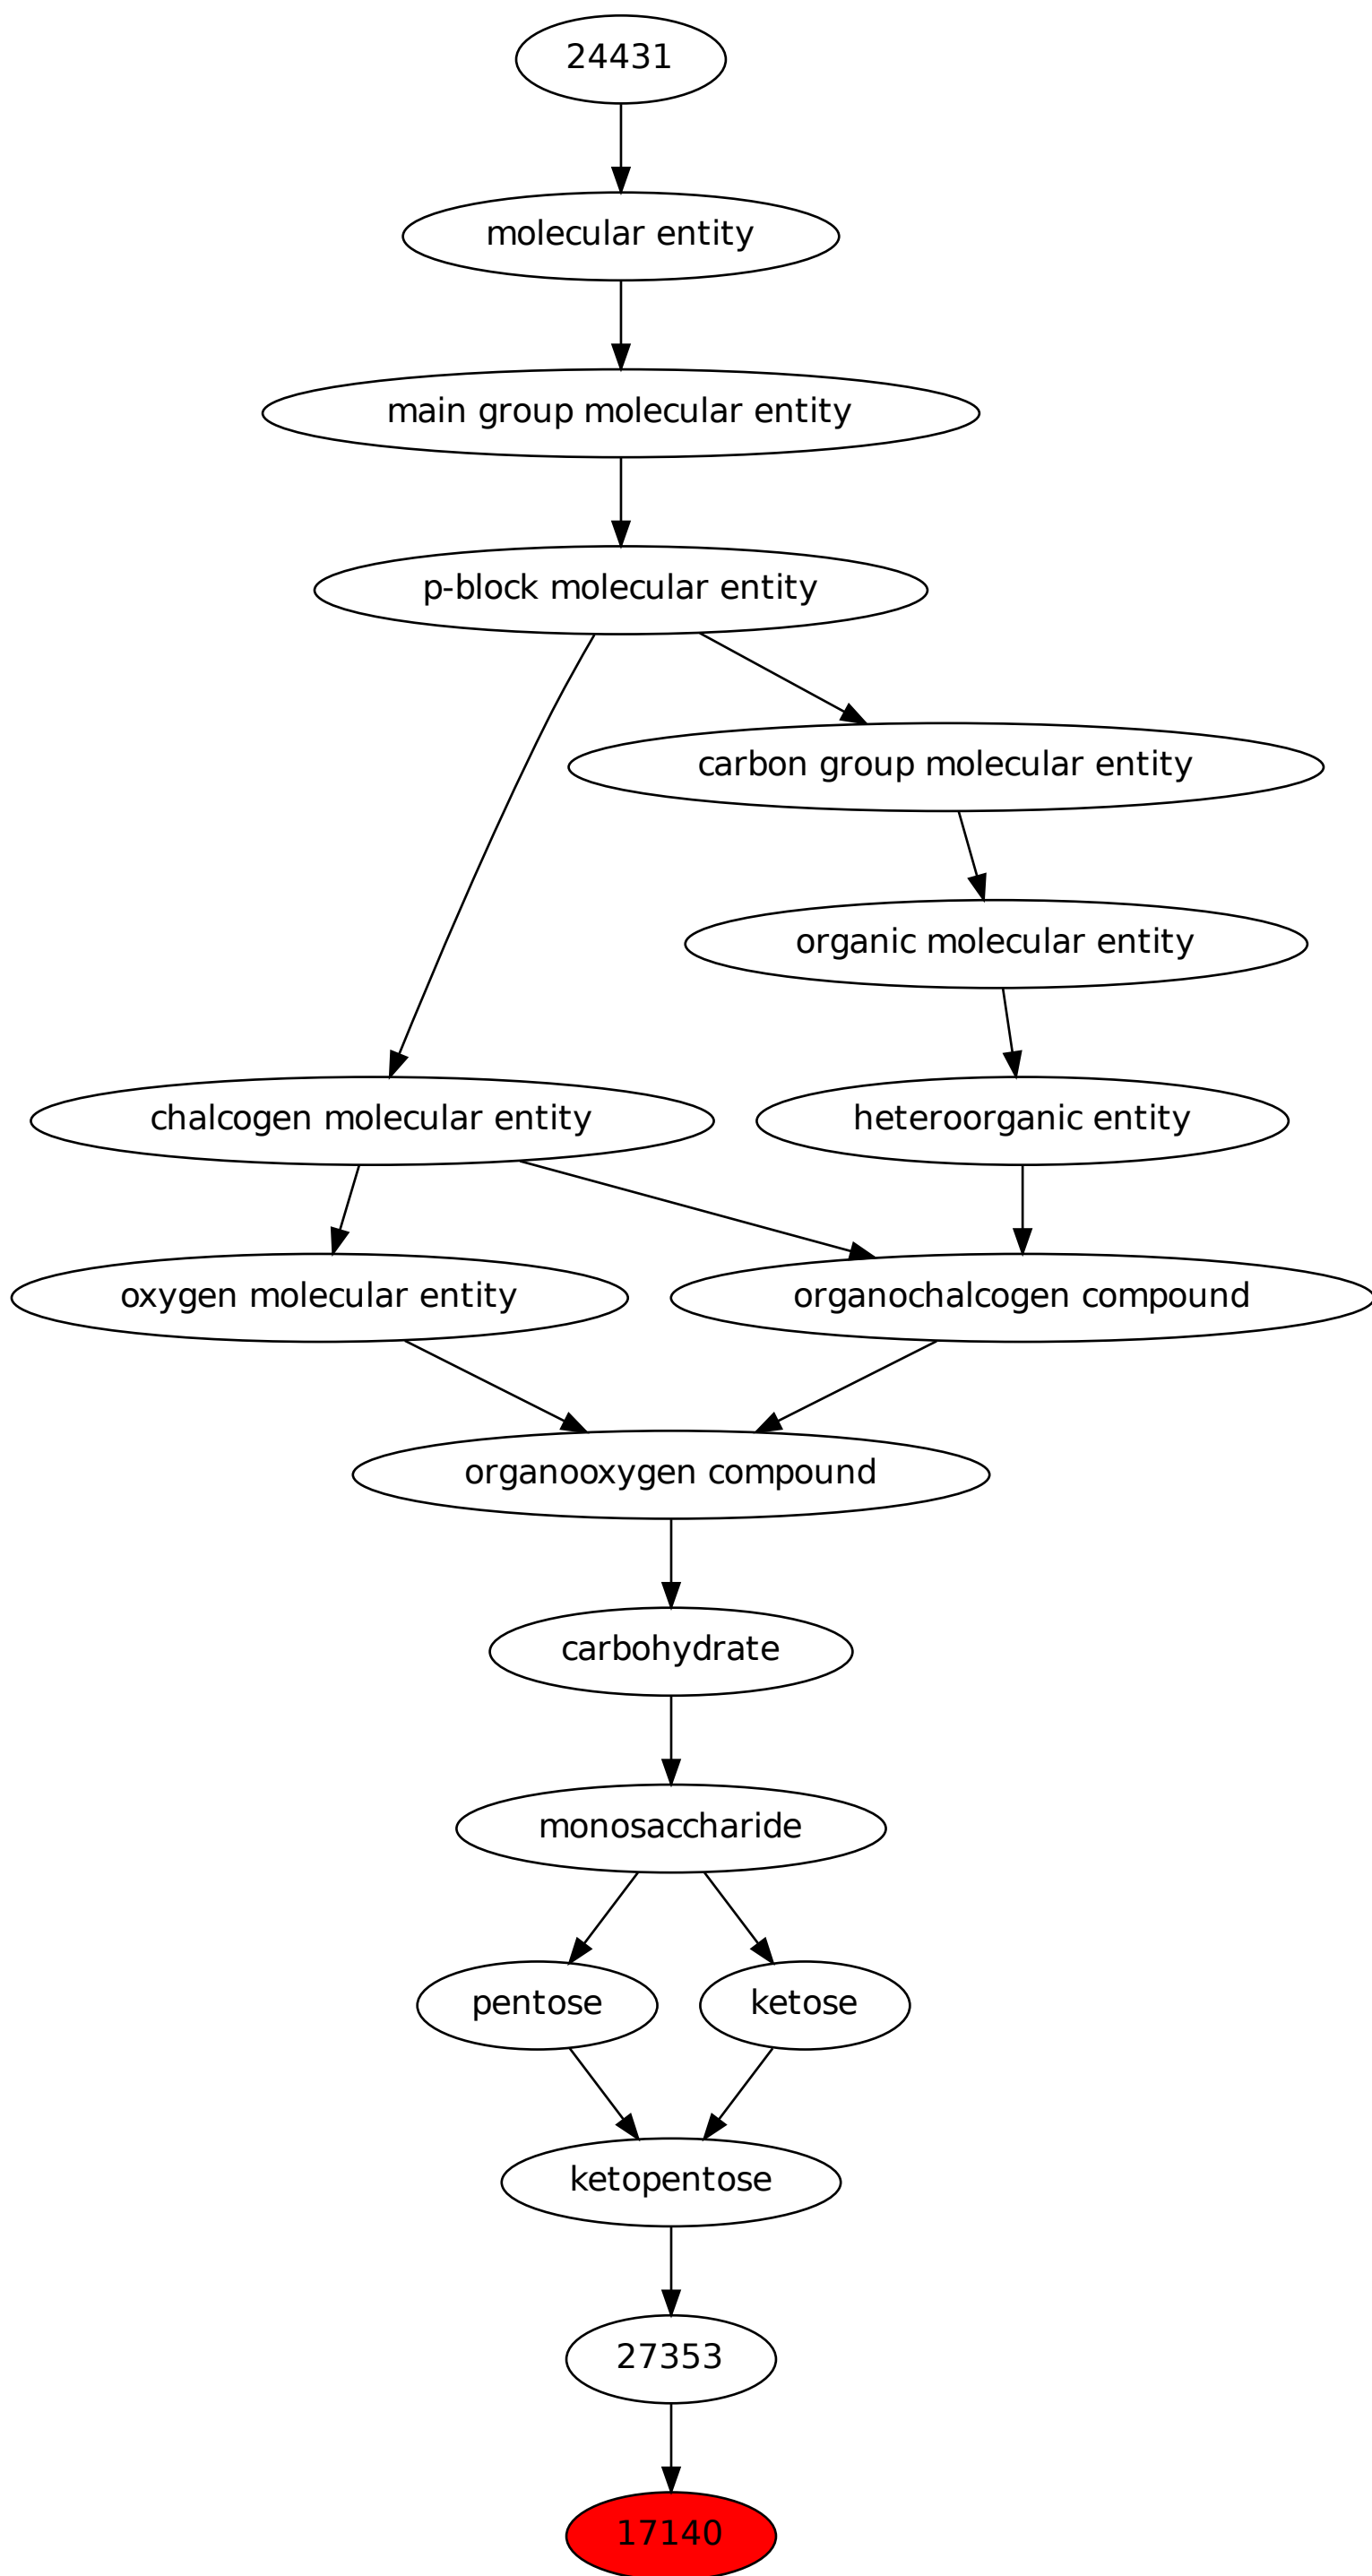 24431
molecular entity
main group molecular entity
p-block molecular entity
carbon group molecular entity
organic molecular entity
chalcogen molecular entity
heteroorganic entity
oxygen molecular entity
organochalcogen compound
organooxygen compound
carbohydrate
monosaccharide
pentose
ketose
ketopentose
27353
17140